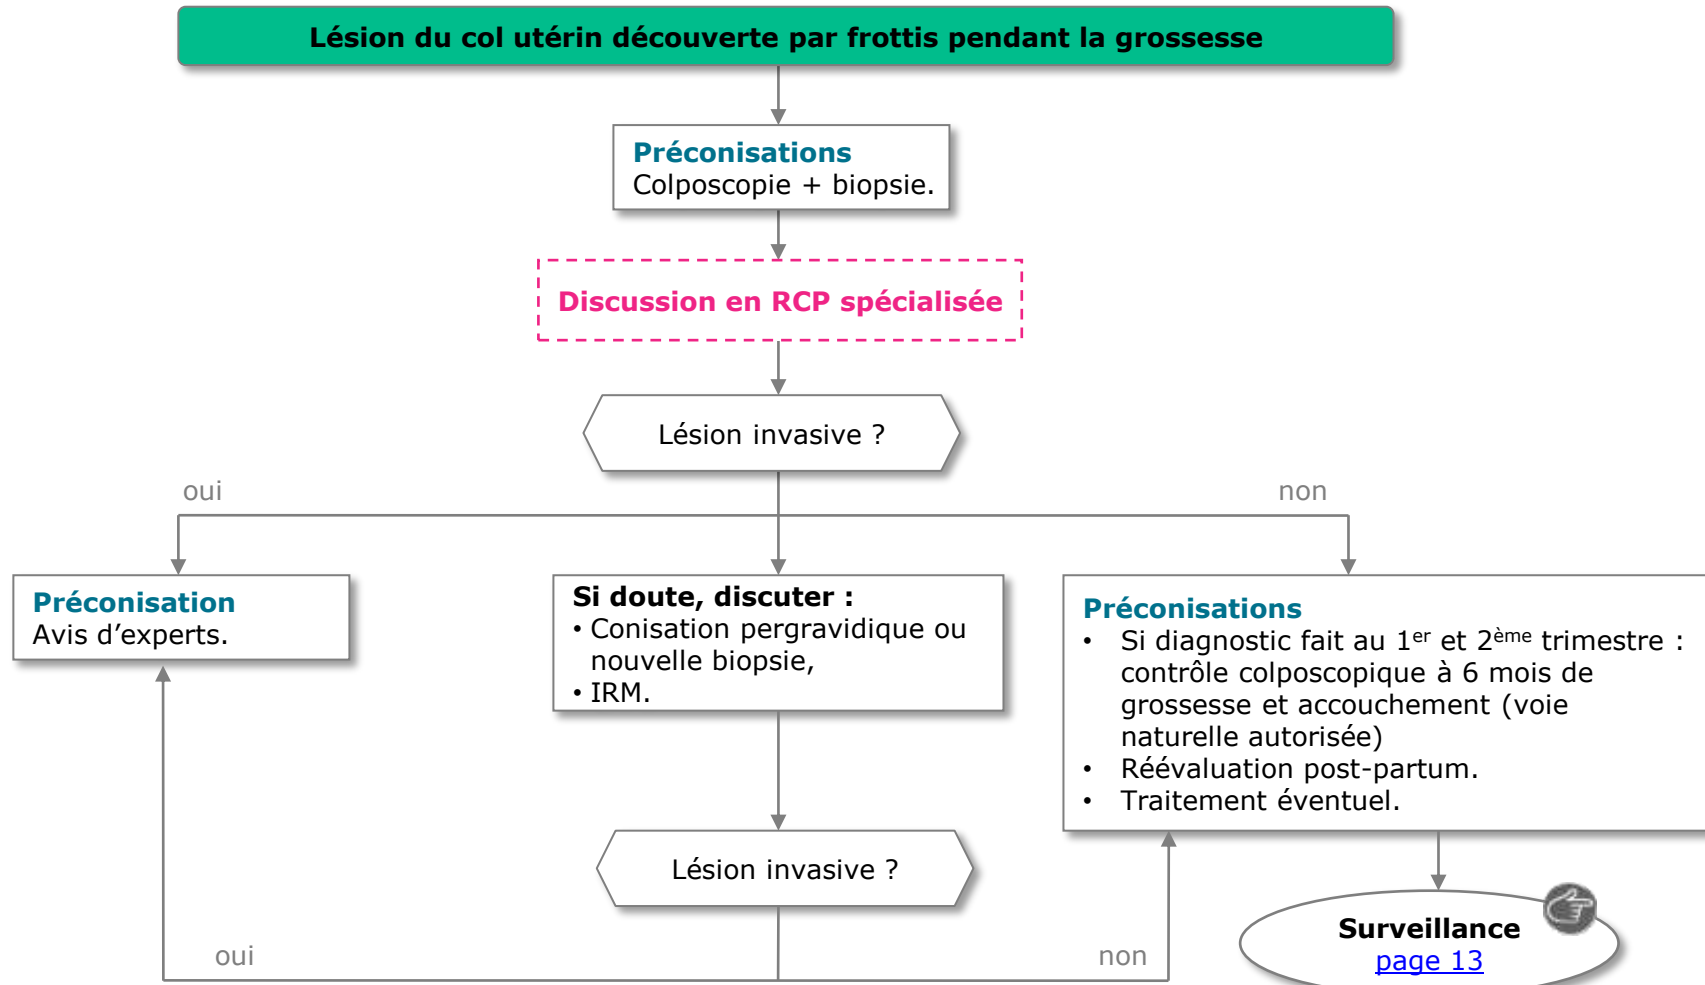 Lésion du col utérin découverte par frottis pendant la grossesse
Préconisations
Colposcopie + biopsie.
Discussion en RCP spécialisée
Lésion invasive ?
oui
non
Préconisation
Avis d’experts.
Si doute, discuter :
• Conisation pergravidique ou
nouvelle biopsie,
• IRM.
Préconisations
• Si diagnostic fait au 1er et 2ème trimestre :
contrôle colposcopique à 6 mois de
grossesse et accouchement (voie
naturelle autorisée)
• Réévaluation post-partum.
• Traitement éventuel.
Lésion invasive ?
oui
non
Surveillance
page 13